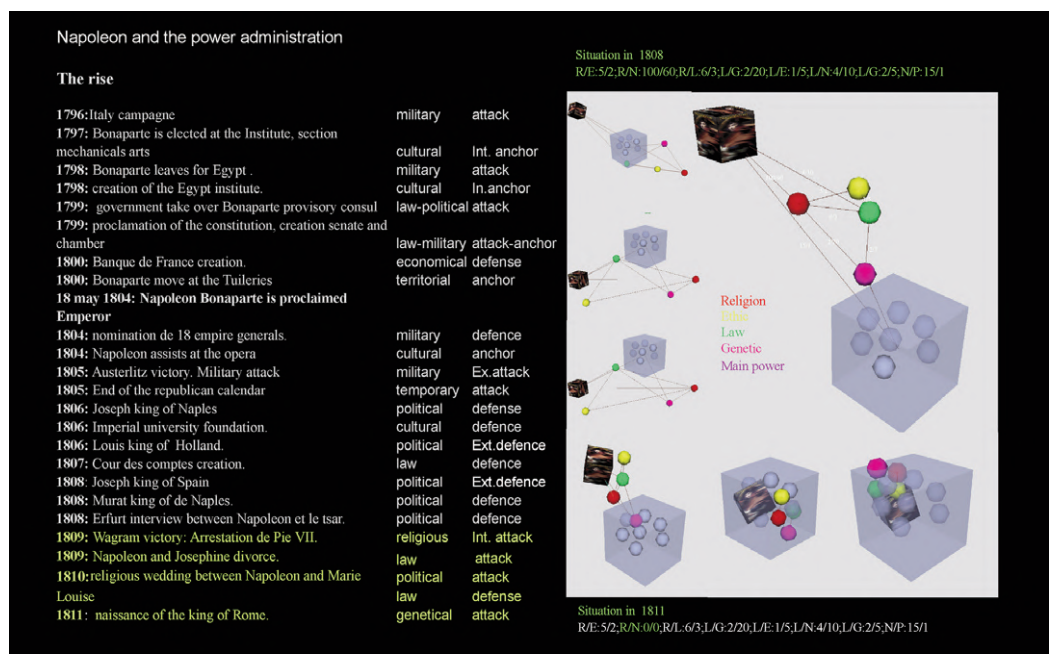 Napoleon and the power administration
The rise
1796:Italy campagne military attack
1797: Bonaparte is elected at the Institute, section
mechanicals arts cultural Int. anchor
1798: Bonaparte leaves for Egypt . military attack
1798: creation of the Egypt institute. cultural In.anchor
1799: government take over Bonaparte provisory consul law-political attack
1799: proclamation of the constitution, creation senate and
chamber law-military attack-anchor
1800: Banque de France creation. economical defense
1800: Bonaparte move at the Tuileries territorial anchor
18 may 1804: Napoleon Bonaparte is proclaimed
Emperor
1804: nomination de 18 empire generals. military defence
1804: Napoleon assists at the opera cultural anchor
1805: Austerlitz victory. Military attack military Ex.attack
1805: End of the republican calendar temporary attack
1806: Joseph king of Naples political defense
1806: Imperial university foundation. cultural defence
1806: Louis king of Holland. political Ext.defence
1807: Cour des comptes creation. law defence
1808: Joseph king of Spain political Ext.defence
1808: Murat king of de Naples. political defence
1808: Erfurt interview between Napoleon et le tsar. political defence
1809: Wagram victory: Arrestation de Pie VII. religious Int. attack
1809: Napoleon and Josephine divorce. law attack
1810:religious wedding between Napoleon and Marie political attack
Louise law defense
1811: naissance of the king of Rome. genetical attack
Situation in 1808
R/E:5/2;R/N:100/60;R/L:6/3;L/G:2/20;L/E:1/5;L/N:4/10;L/G:2/5;N/P:15/1
Religion
Law
Genetic
Main power
Situation in 1811
R/E:5/2;R/N:0/0;R/L:6/3;L/G:2/20;L/E:1/5;L/N:4/10;L/G:2/5;N/P:15/1